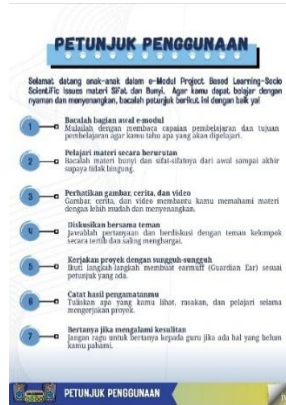 PETUNJUK PENGGUNAAN
Selamat datang anak-anak dalam e-Modul Project Based Learning-Socio
Scientific Issues materi Sifat dan Bunyi. Agar kamu dapat belajar dengan
nyaman dan menyenangkan, bacalah petunjuk berikut ini dengan baik ya!
1
Bacalah bagian awal e-modul
Mulailah dengan membaca capaian pembelajaran dan tujuan
pembelajaran agar kamu tahu apa yang akan dipelajari.
2
Pelajari materi secara berurutan
Bacalah materi bunyi dan sifat-sifatnya dari awal sampai akhir
supaya tidak bingung.
3
Perhatikan gambar, cerita, dan video
Gambar, cerita, dan video membantu kamu memahami materi
dengan lebih mudah dan menyenangkan.
4
Diskusikan bersama teman
Jawablah pertanyaan dan berdiskusi dengan teman kelompok
secara tertib dan saling menghargai.
5
Kerjakan proyek dengan sungguh-sungguh
Ikuti langkah-langkah membuat earmuff (Guardian Ear) sesuai
petunjuk yang ada.
6
Catat hasil pengamatanmu
Tuliskan apa yang kamu lihat, rasakan, dan pelajari selama
mengerjakan proyek.
7
Bertanya jika mengalami kesulitan
Jangan ragu untuk bertanya kepada guru jika ada hal yang belum
kamu pahami.
PETUNJUK PENGGUNAAN